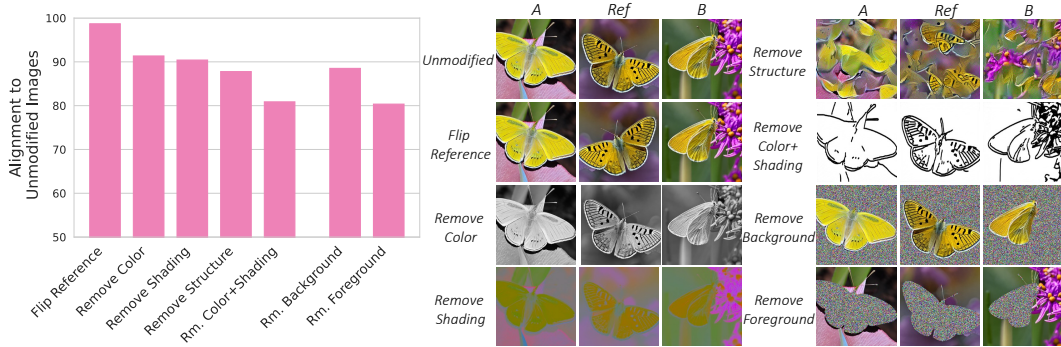 Alignment to
Unmodified Images
100
90
80
70
60
50
Flip Reference
Remove Color
Remove Shading
Remove Structure
Rm. Color+Shading
Rm. Background
Rm. Foreground
A Ref B
Unmodified
Flip
Reference
Remove
Color
Remove
Shading
A Ref B
Remove
Structure
Remove
Color+
Shading
Remove
Background
Remove
Foreground